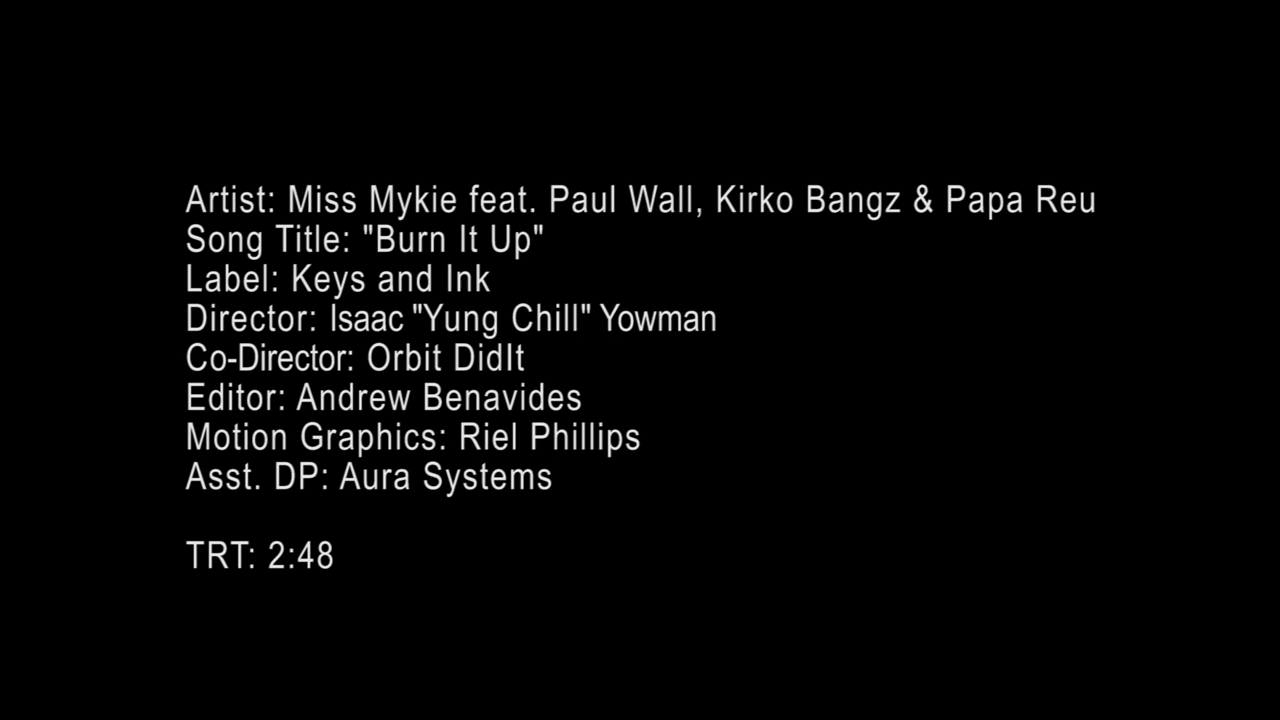 Artist: Miss Mykie feat. Paul Wall, Kirko Bangz & Papa Reu
Song Title: "Burn It Up"
Label: Keys and Ink
Director: Isaac "Yung Chill" Yowman
Co-Director: Orbit DidIt
Editor: Andrew Benavides
Motion Graphics: Riel Phillips
Asst. DP: Aura Systems
TRT: 2:48